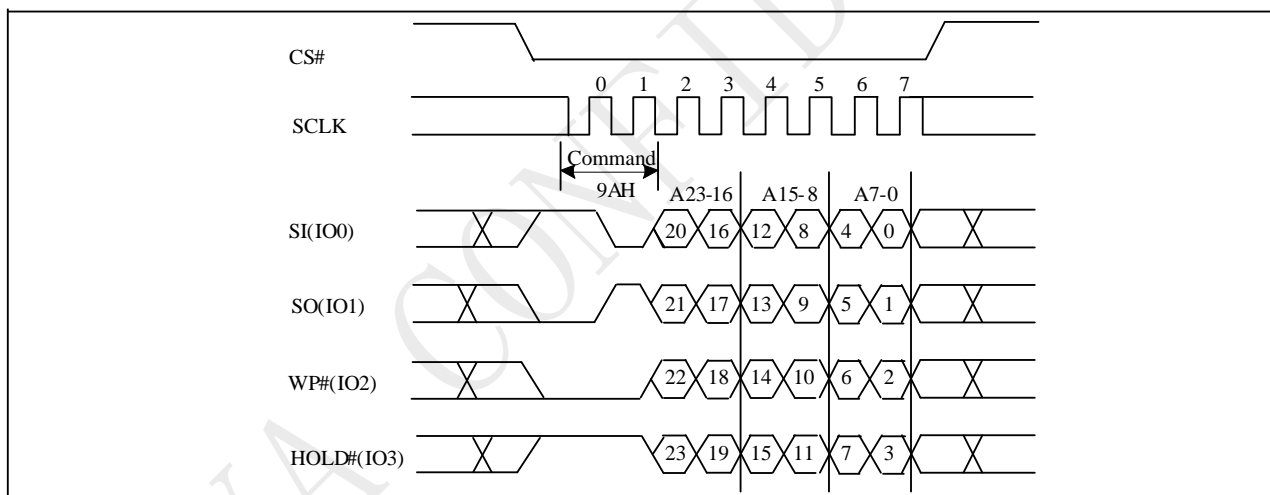 CS#
0 1 2 3 4 5 6 7
SCLK
Command
9AH
A23-16 A15-8 A7-0
SI(IO0) 20 16 12 8 4 0
SO(IO1) 21 17 13 9 5 1
WP#(IO2) 22 18 14 10 6 2
HOLD#(IO3) 23 19 15 11 7 3